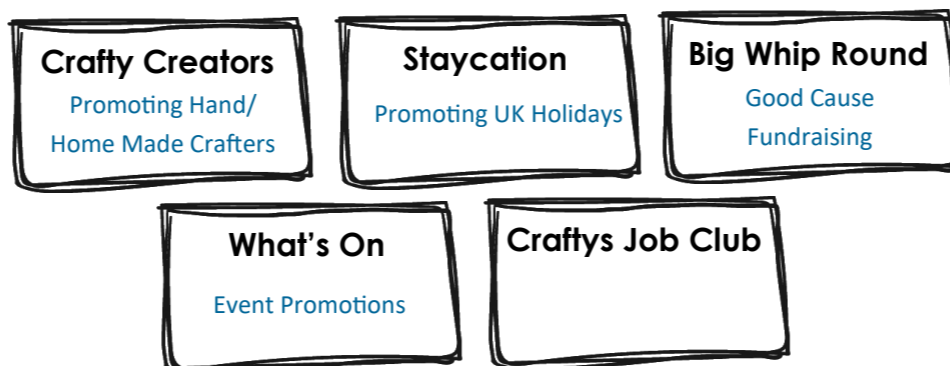 Crafty Creators
Promoting Hand/
Home Made Crafters
Staycation
Promoting UK Holidays
Big Whip Round
Good Cause
Fundraising
What's On
Event Promotions
Craftys Job Club